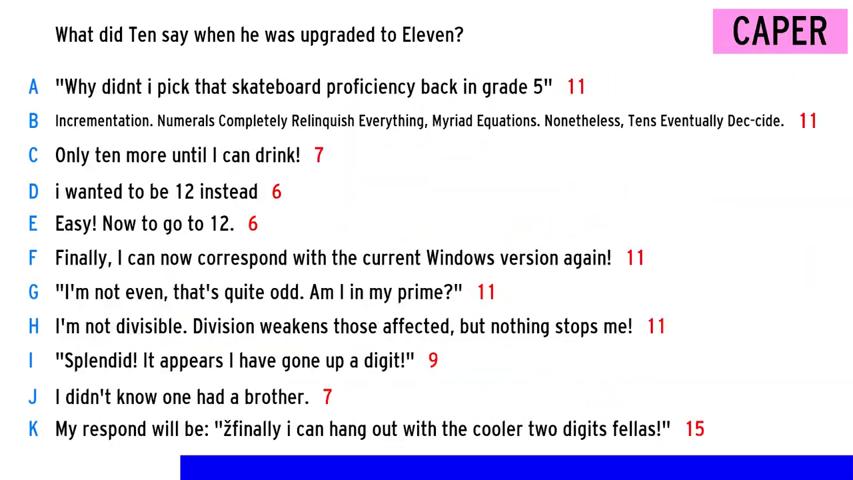 What did Ten say when he was upgraded to Eleven?
CAPER
A "Why didnt i pick that skateboard proficiency back in grade 5" 11
B Incrementation. Numerals Completely Relinquish Everything, Myriad Equations. Nonetheless, Tens Eventually Dec-cide. 11
C Only ten more until I can drink! 7
D i wanted to be 12 instead 6
E Easy! Now to go to 12. 6
F Finally, I can now correspond with the current Windows version again! 11
G "I'm not even, that's quite odd. Am I in my prime?" 11
H I'm not divisible. Division weakens those affected, but nothing stops me! 11
I "Splendid! It appears I have gone up a digit!" 9
J I didn't know one had a brother. 7
K My respond will be: "žfinally i can hang out with the cooler two digits fellas!" 15